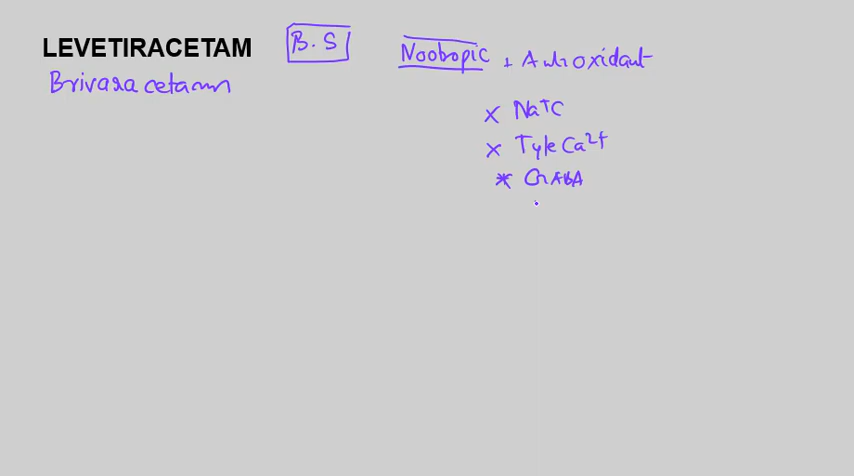 LEVETIRACETAM B.S Nootropic + Antioxidant
Brivaracetam
x Na+C
x Type Ca2+
* GABA